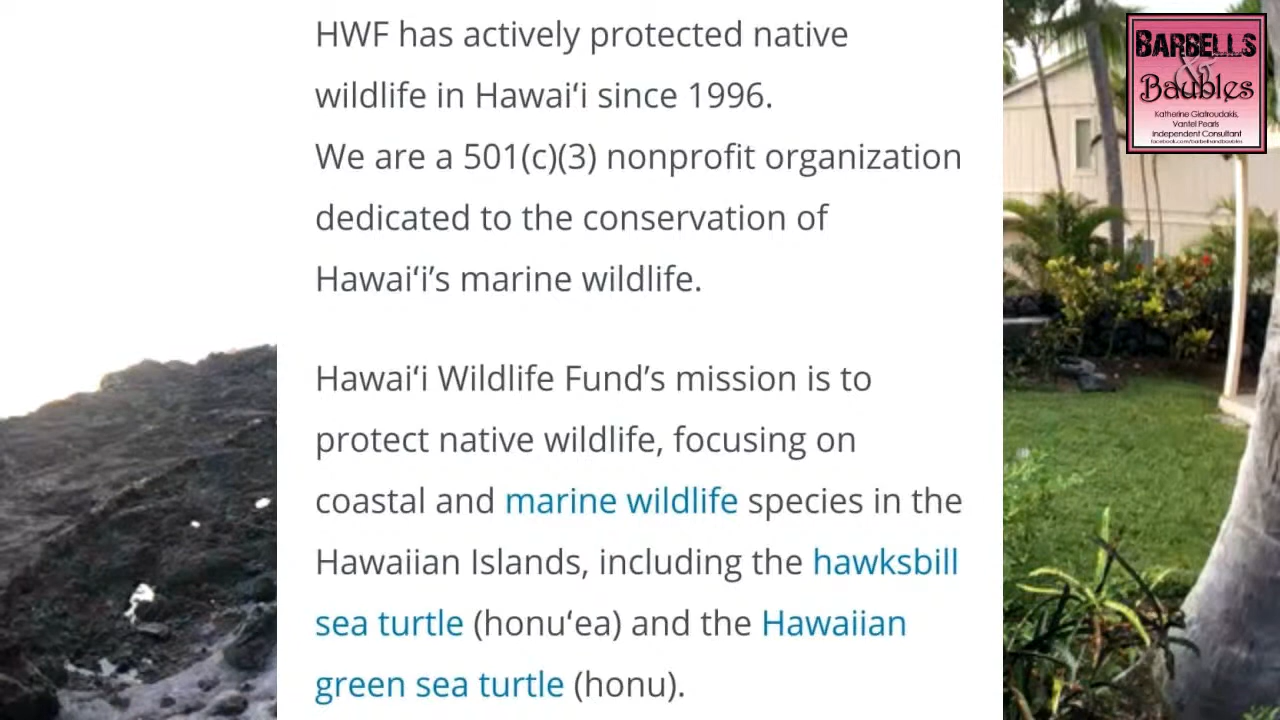 HWF has actively protected native
wildlife in Hawaiʻi since 1996.
We are a 501(c)(3) nonprofit organization
dedicated to the conservation of
Hawaiʻi’s marine wildlife.
Hawaiʻi Wildlife Fund’s mission is to
protect native wildlife, focusing on
coastal and marine wildlife species in the
Hawaiian Islands, including the hawksbill
sea turtle (honuʻea) and the Hawaiian
green sea turtle (honu).
BARBELLS
&
Baubles
Katherine Giatroudakis,
Vantel Pearls
Independent Consultant
facebook.com/barbellsandbaubles